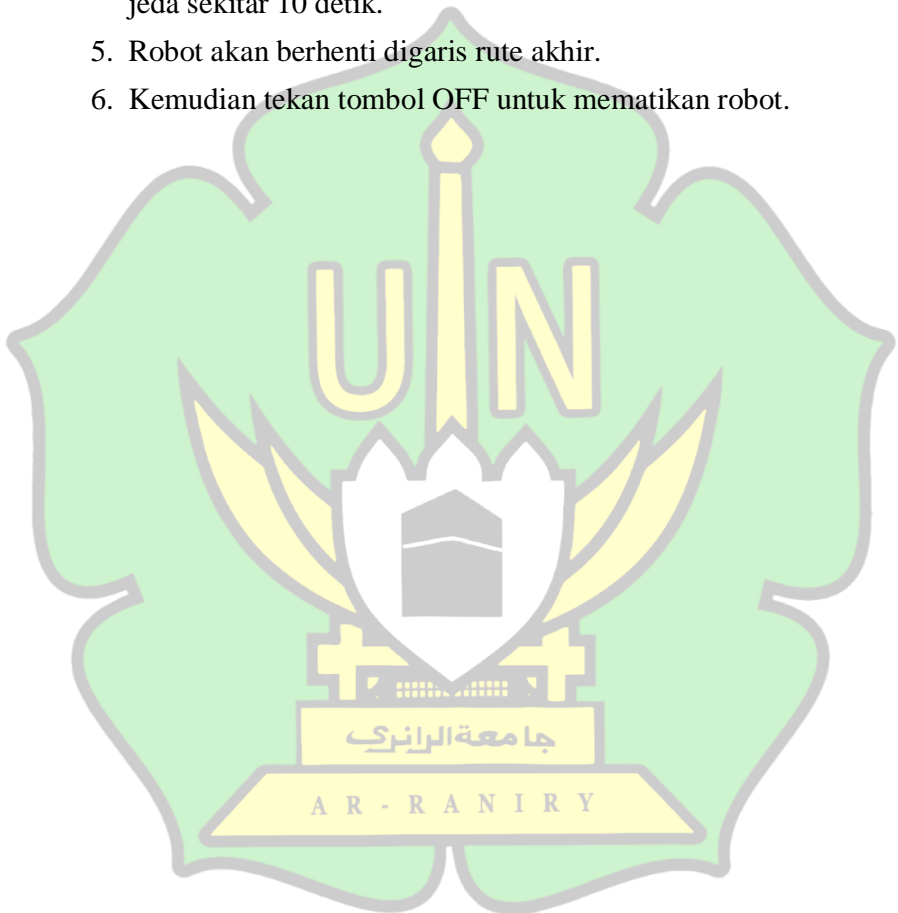 jeda sekitar 10 detik.
5. Robot akan berhenti digaris rute akhir.
6. Kemudian tekan tombol OFF untuk mematikan robot.
UIN
جامعة الرانري
AR-RANIRY